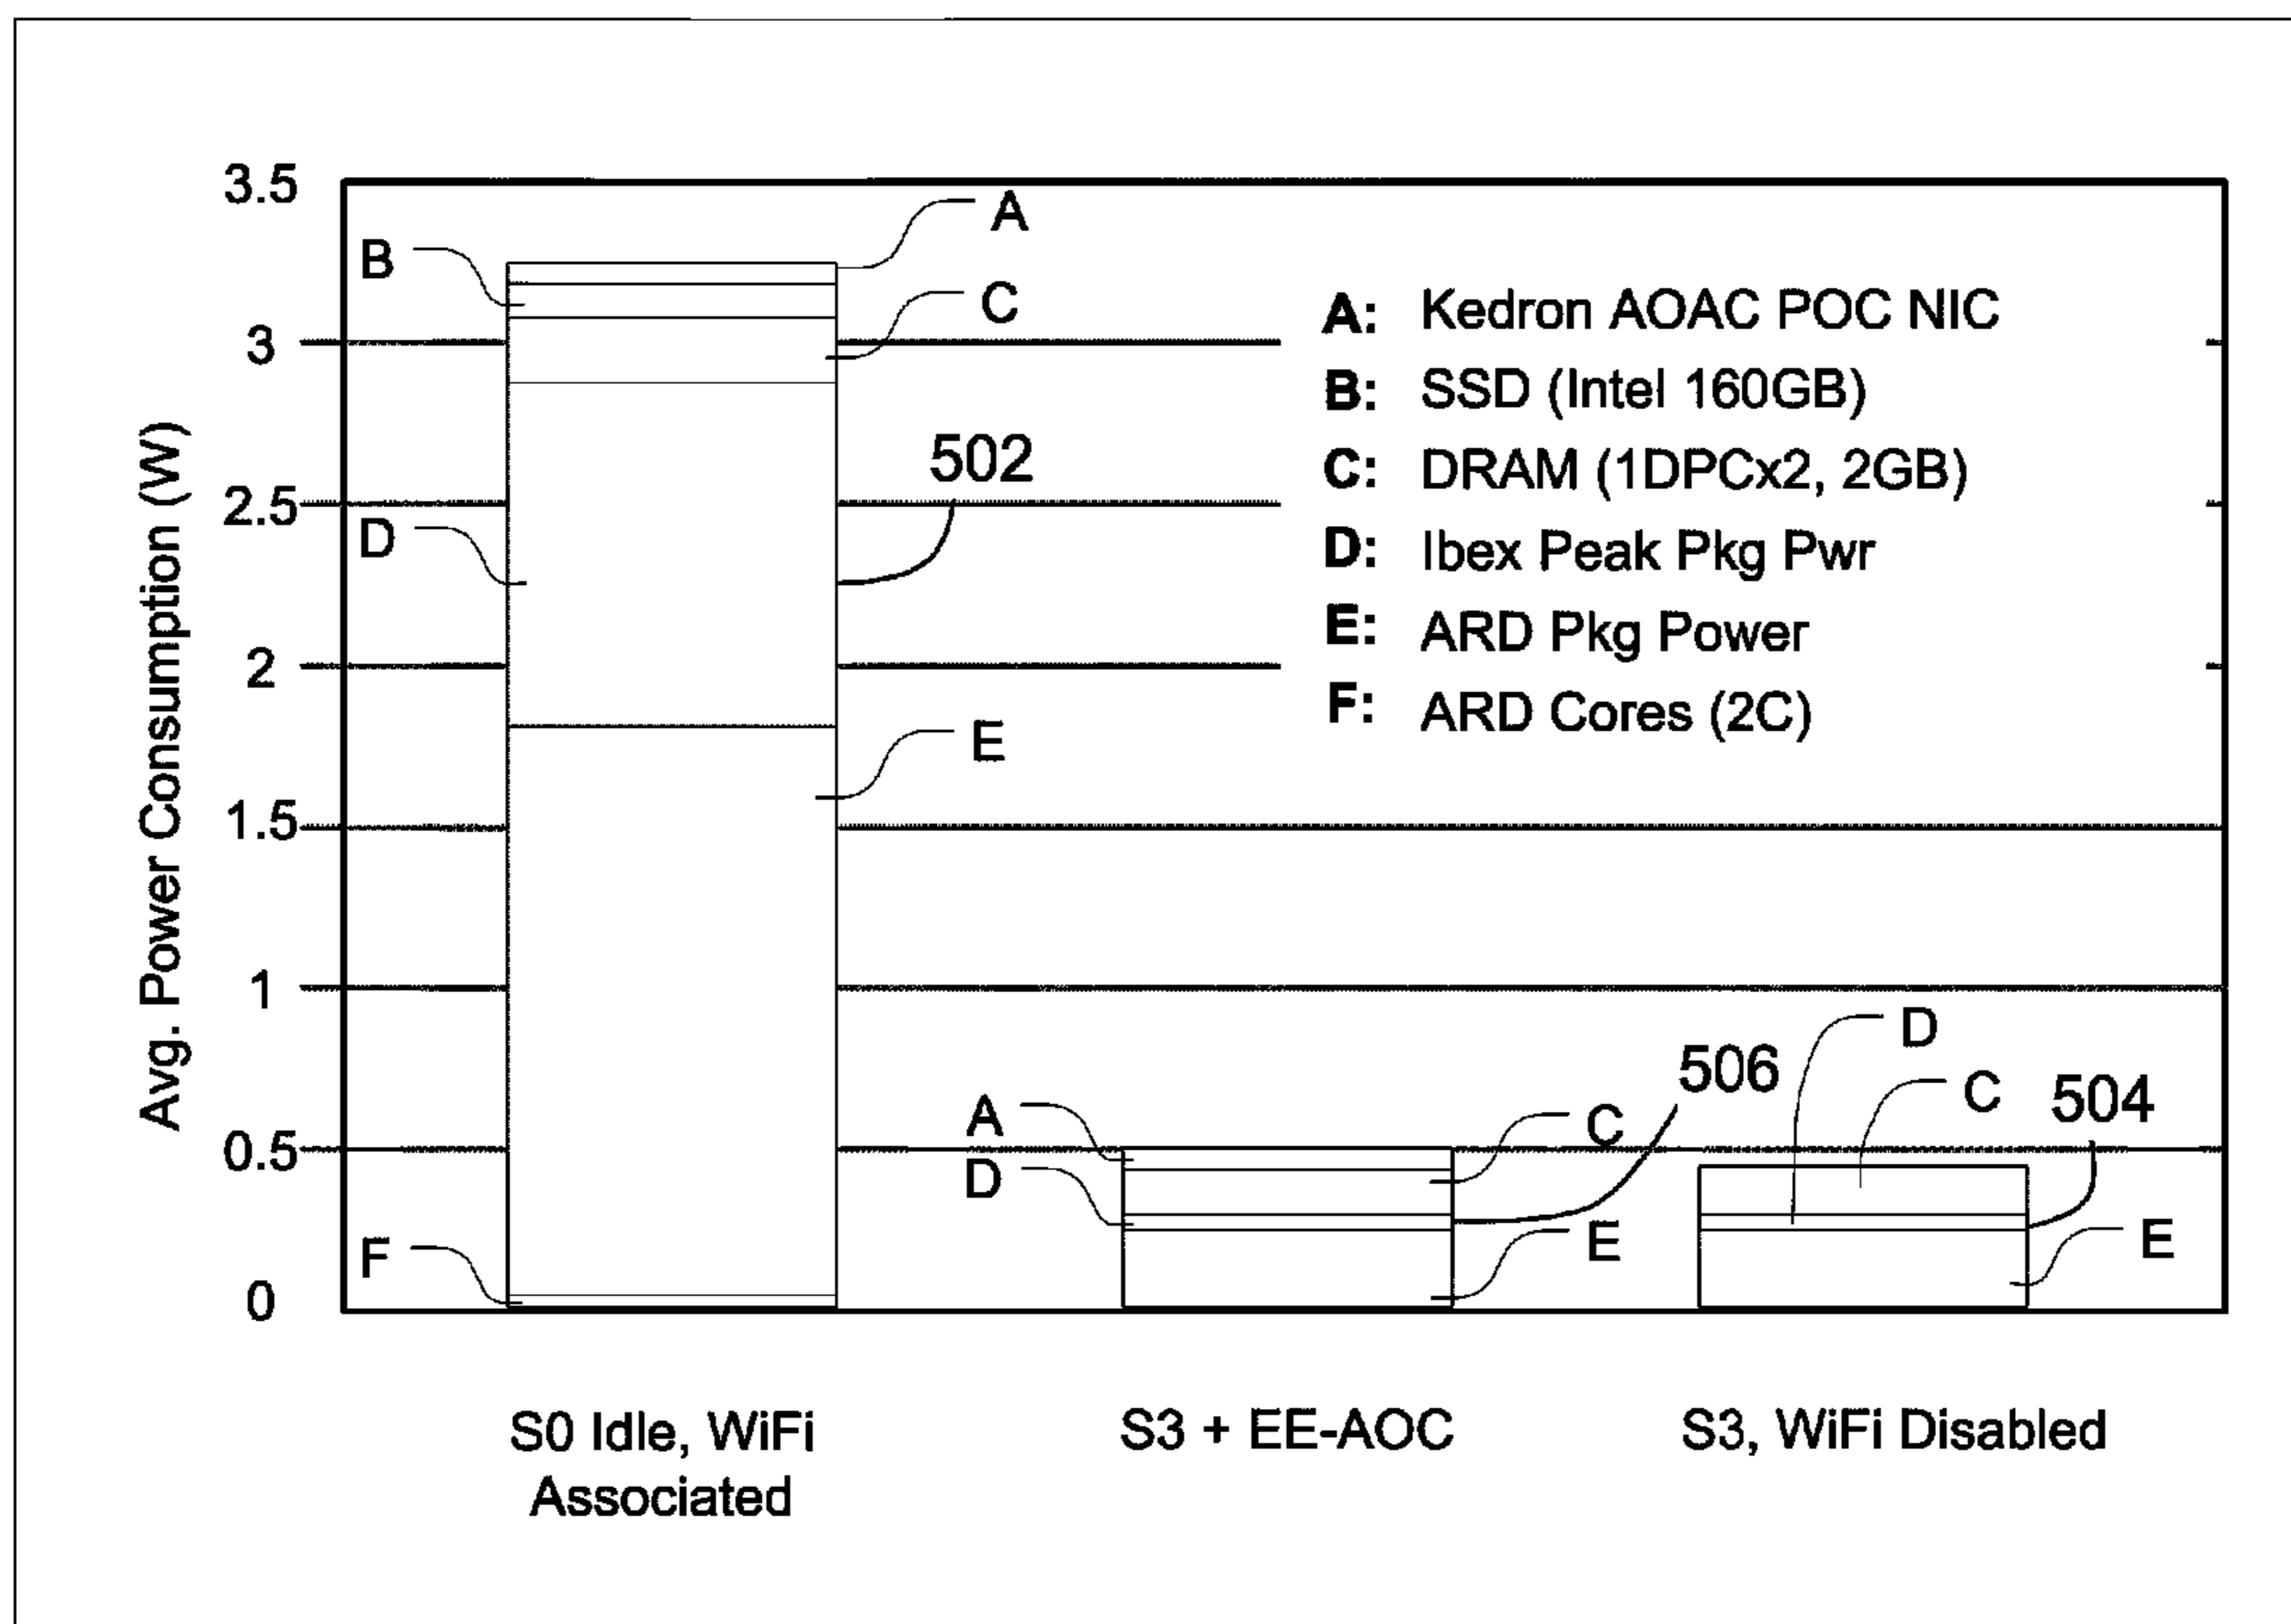 3.5
3
2.5
2
1.5
1
0.5
0
Avg. Power Consumption (W)
A
B
C
502
D
E
F
A: Kedron AOAC POC NIC
B: SSD (Intel 160GB)
C: DRAM (1DPCx2, 2GB)
D: Ibex Peak Pkg Pwr
E: ARD Pkg Power
F: ARD Cores (2C)
A
D
C
506
E
D
C
504
E
S0 Idle, WiFi
Associated
S3 + EE-AOC
S3, WiFi Disabled